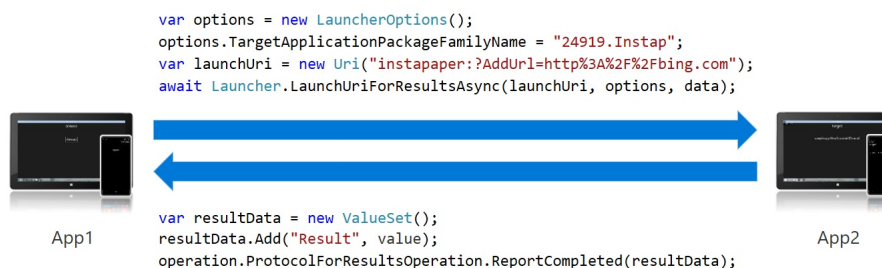 var options = new LauncherOptions();
options.TargetApplicationPackageFamilyName = "24919.Instap";
var launchUri = new Uri("instapaper:?AddUrl=http%3A%2F%2Fbing.com");
await Launcher.LaunchUriForResultsAsync(launchUri, options, data);
App1
App2
var resultData = new ValueSet();
resultData.Add("Result", value);
operation.ProtocolForResultsOperation.ReportCompleted(resultData);